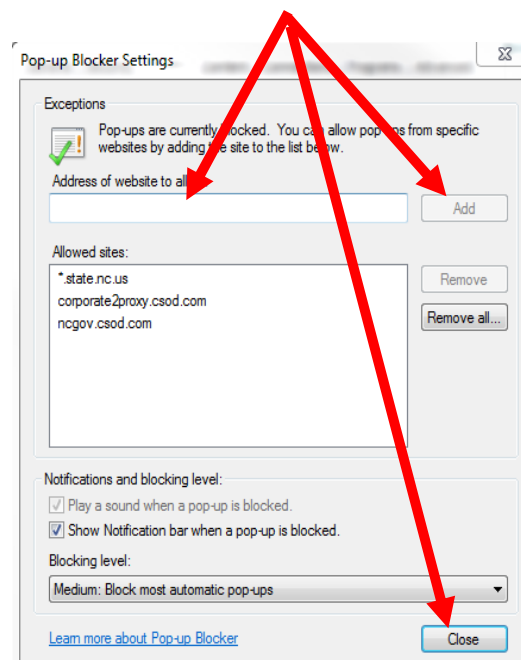 Pop-up Blocker Settings
Exceptions
Pop-ups are currently blocked. You can allow pop-ups from specific
websites by adding the site to the list below.
Address of website to
Add
Allowed sites:
*.state.nc.us
corporate2proxy.csod.com
ncgov.csod.com
Remove
Remove all...
Notifications and blocking level:
Play a sound when a pop-up is blocked.
Show Notification bar when a pop-up is blocked.
Blocking level:
Medium: Block most automatic pop-ups
Learn more about Pop-up Blocker
Close